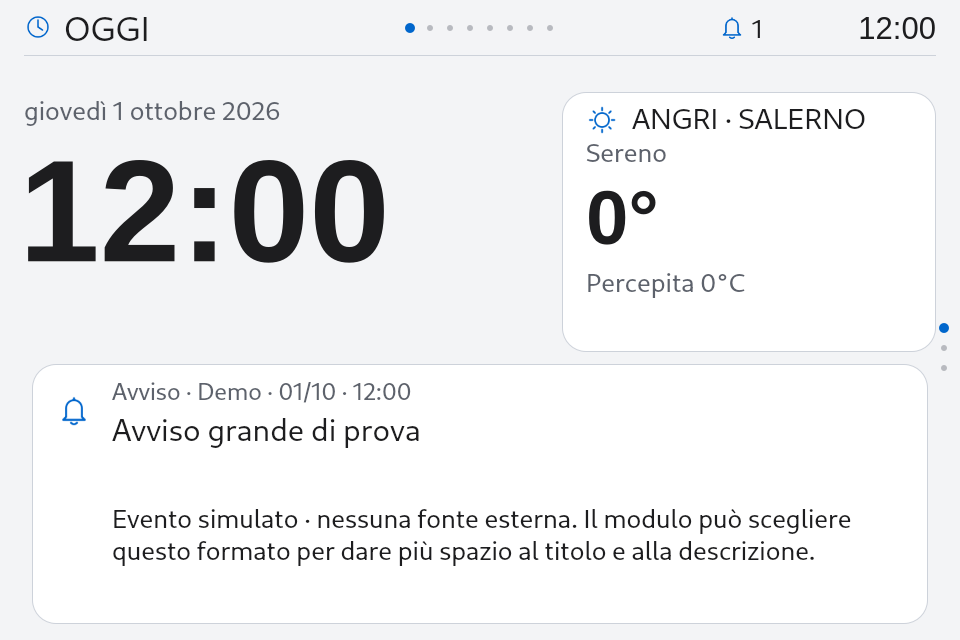 OGGI
1
12:00
giovedì 1 ottobre 2026
12:00
ANGRI · SALERNO
Sereno
0°
Percepita 0°C
Avviso · Demo · 01/10 · 12:00
Avviso grande di prova
Evento simulato · nessuna fonte esterna. Il modulo può scegliere
questo formato per dare più spazio al titolo e alla descrizione.